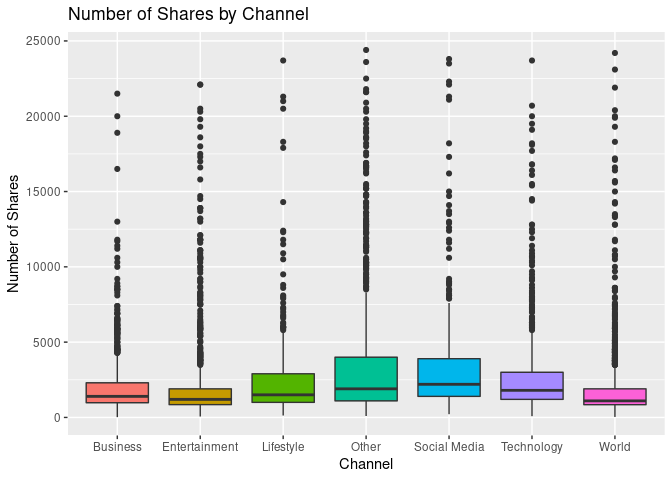 Number of Shares by Channel
25000
20000
15000
10000
5000
0
Number of Shares
Business Entertainment Lifestyle Other Social Media Technology World
Channel